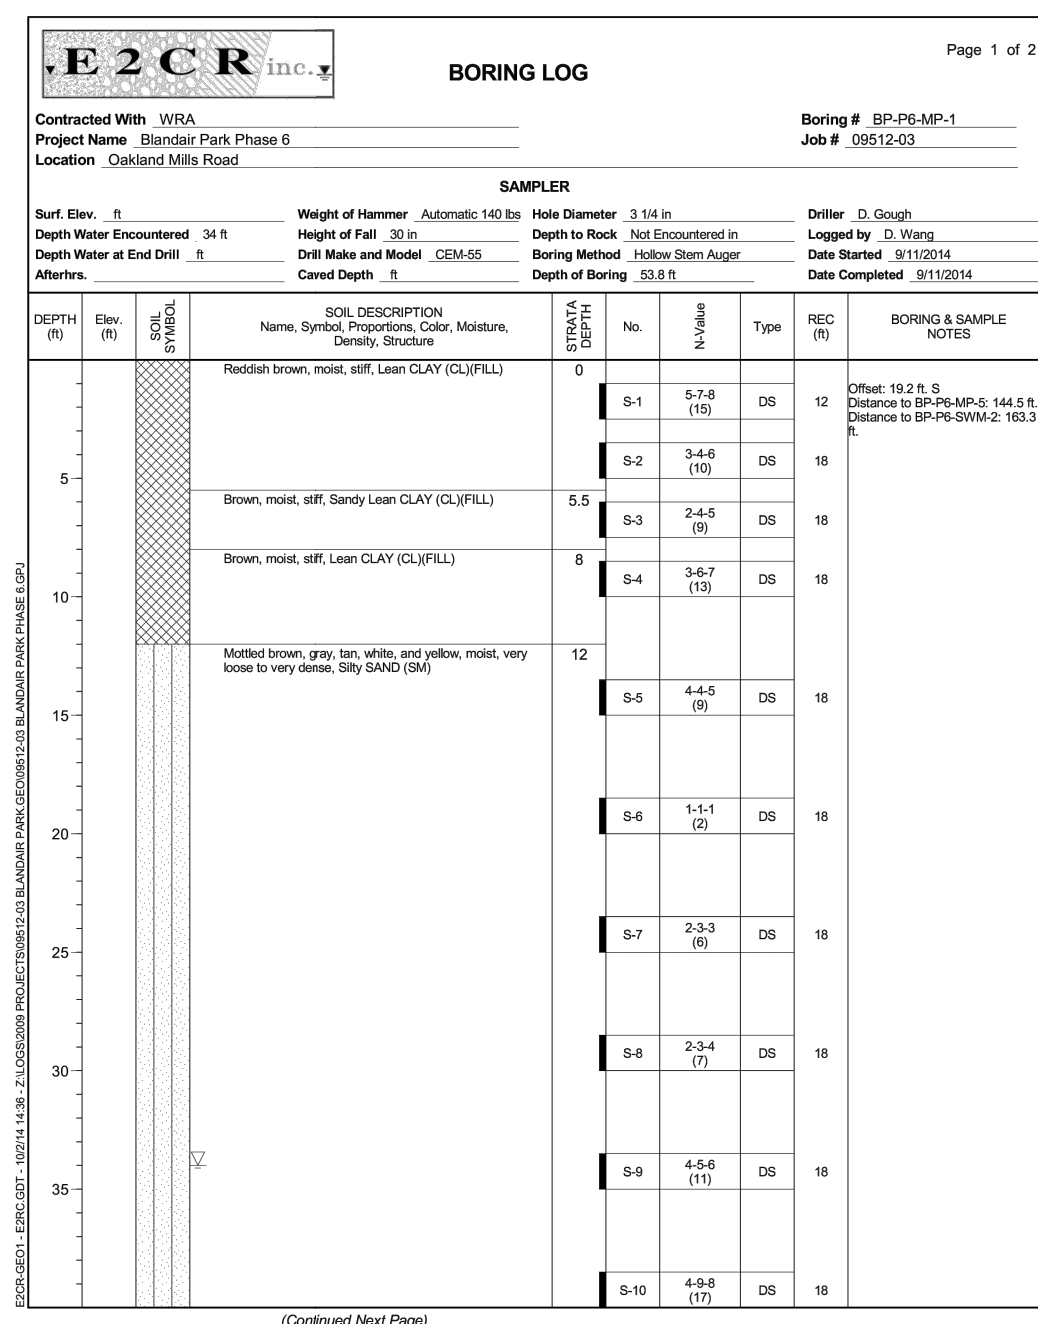 E2CR inc.
Page 1 of 2
BORING LOG
Contracted With WRA
Boring # BP-P6-MP-1
Project Name Blandair Park Phase 6
Job # 09512-03
Location Oakland Mills Road
SAMPLER
Surf. Elev. ft Weight of Hammer Automatic 140 lbs Hole Diameter 3 1/4 in Driller D. Gough
Depth Water Encountered 34 ft Height of Fall 30 in Depth to Rock Not Encountered in Logged by D. Wang
Depth Water at End Drill ft Drill Make and Model CEM-55 Boring Method Hollow Stem Auger Date Started 9/11/2014
Afterhrs. Caved Depth ft Depth of Boring 53.8 ft Date Completed 9/11/2014
DEPTH (ft)
Elev. (ft)
SOIL SYMBOL
SOIL DESCRIPTION
Name, Symbol, Proportions, Color, Moisture,
Density, Structure
STRATA DEPTH
No.
N-Value
Type
REC (ft)
BORING & SAMPLE
NOTES
Reddish brown, moist, stiff, Lean CLAY (CL)(FILL) 0
S-1 5-7-8 (15) DS 12
Offset: 19.2 ft. S
Distance to BP-P6-MP-5: 144.5 ft.
Distance to BP-P6-SWM-2: 163.3
ft.
S-2 3-4-6 (10) DS 18
5
Brown, moist, stiff, Sandy Lean CLAY (CL)(FILL) 5.5
S-3 2-4-5 (9) DS 18
Brown, moist, stiff, Lean CLAY (CL)(FILL) 8
S-4 3-6-7 (13) DS 18
10
Mottled brown, gray, tan, white, and yellow, moist, very 12
loose to very dense, Silty SAND (SM)
S-5 4-4-5 (9) DS 18
15
S-6 1-1-1 (2) DS 18
20
S-7 2-3-3 (6) DS 18
25
S-8 2-3-4 (7) DS 18
30
S-9 4-5-6 (11) DS 18
35
S-10 4-9-8 (17) DS 18
(Continued Next Page)
E2CR-GEO1 - E2RC.GDT - 10/2/14 14:36 - Z:\LOGS\2009 PROJECTS\09512-03 BLANDAIR PARK.GEO\09512-03 BLANDAIR PARK PHASE 6.GPJ